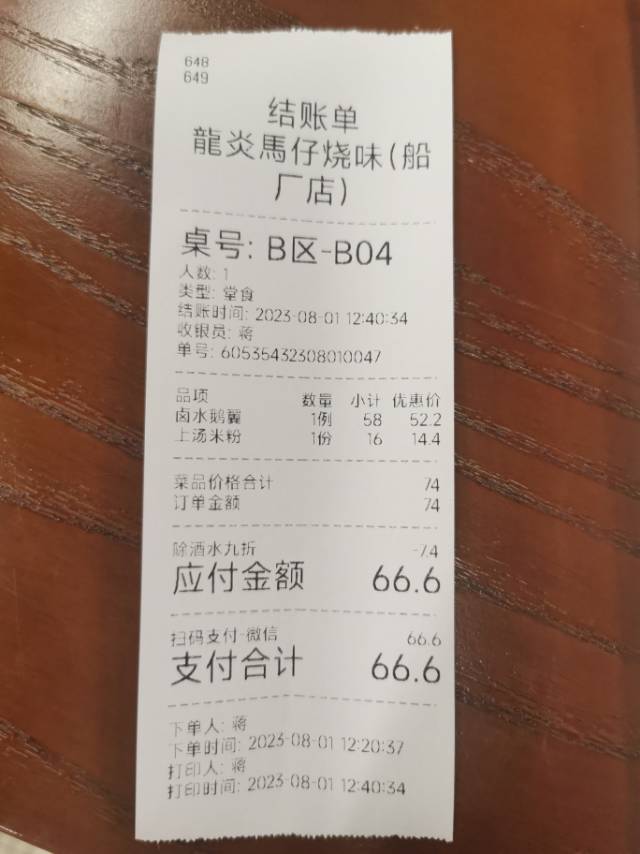 648
649
结账单
龍炎馬仔烧味(船
厂店)
桌号: B区-B04
人数: 1
类型: 堂食
结账时间: 2023-08-01 12:40:34
收银员: 蒋
单号: 60535432308010047
品项 数量 小计 优惠价
卤水鹅翼 1例 58 52.2
上汤米粉 1份 16 14.4
菜品价格合计 74
订单金额 74
除酒水九折 -7.4
应付金额 66.6
扫码支付-微信 66.6
支付合计 66.6
下单人: 蒋
下单时间: 2023-08-01 12:20:37
打印人: 蒋
打印时间: 2023-08-01 12:40:34